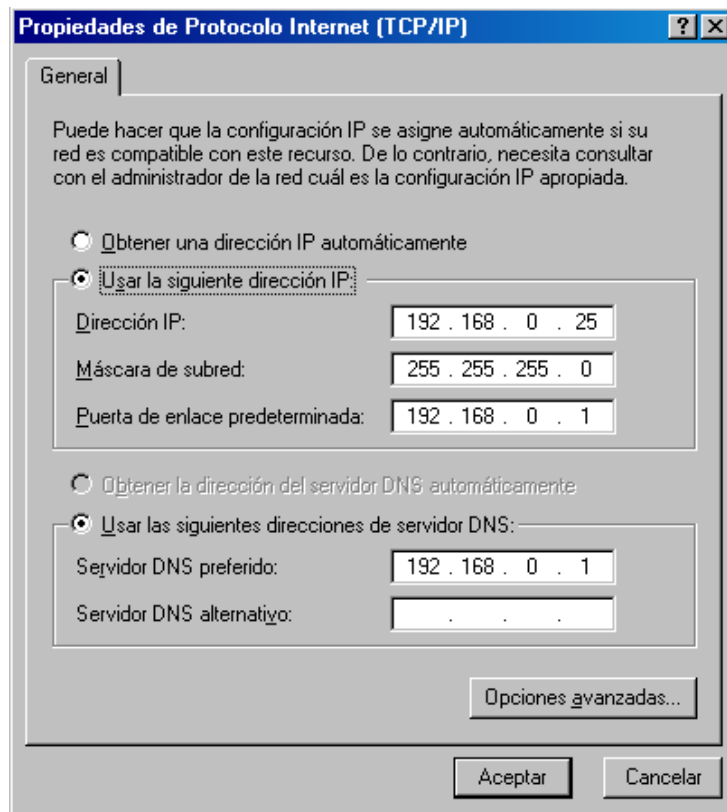 Propiedades de Protocolo Internet (TCP/IP)
General
Puede hacer que la configuración IP se asigne automáticamente si su
red es compatible con este recurso. De lo contrario, necesita consultar
con el administrador de la red cuál es la configuración IP apropiada.
Obtener una dirección IP automáticamente
Usar la siguiente dirección IP:
Dirección IP: 192 . 168 . 0 . 25
Máscara de subred: 255 . 255 . 255 . 0
Puerta de enlace predeterminada: 192 . 168 . 0 . 1
Obtener la dirección del servidor DNS automáticamente
Usar las siguientes direcciones de servidor DNS:
Servidor DNS preferido: 192 . 168 . 0 . 1
Servidor DNS alternativo: . . .
Opciones avanzadas...
Aceptar Cancelar